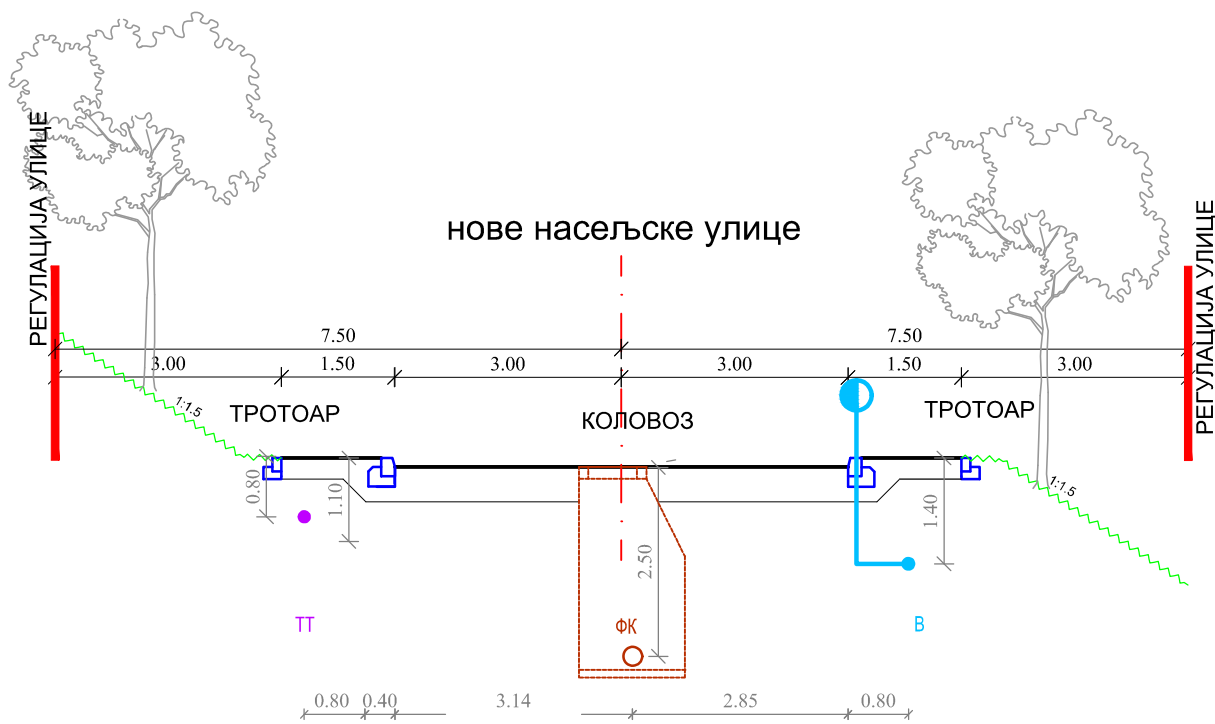 РЕГУЛАЦИЈА УЛИЦЕ
нове насељске улице
РЕГУЛАЦИЈА УЛИЦЕ
7.50 7.50
3.00 1.50 3.00 3.00 1.50 3.00
1:1.5
ТРОТОАР КОЛОВОЗ ТРОТОАР
0.80
1.10
2.50
1.40
1:1.5
ТТ ФК В
0.80 0.40 3.14 2.85 0.80